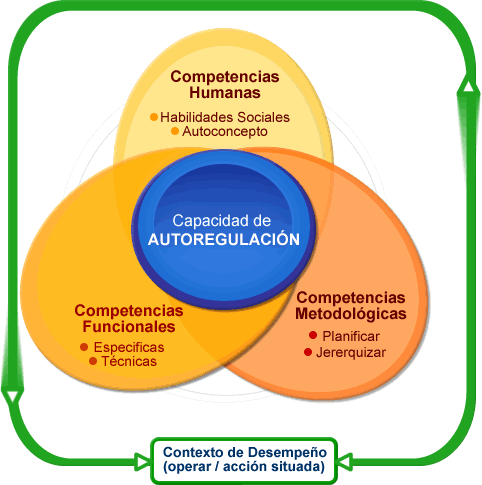 Competencias
Humanas
Habilidades Sociales
Autoconcepto
Capacidad de
AUTOREGULACIÓN
Competencias
Funcionales
Especificas
Técnicas
Competencias
Metodológicas
Planificar
Jererquizar
Contexto de Desempeño
(operar / acción situada)